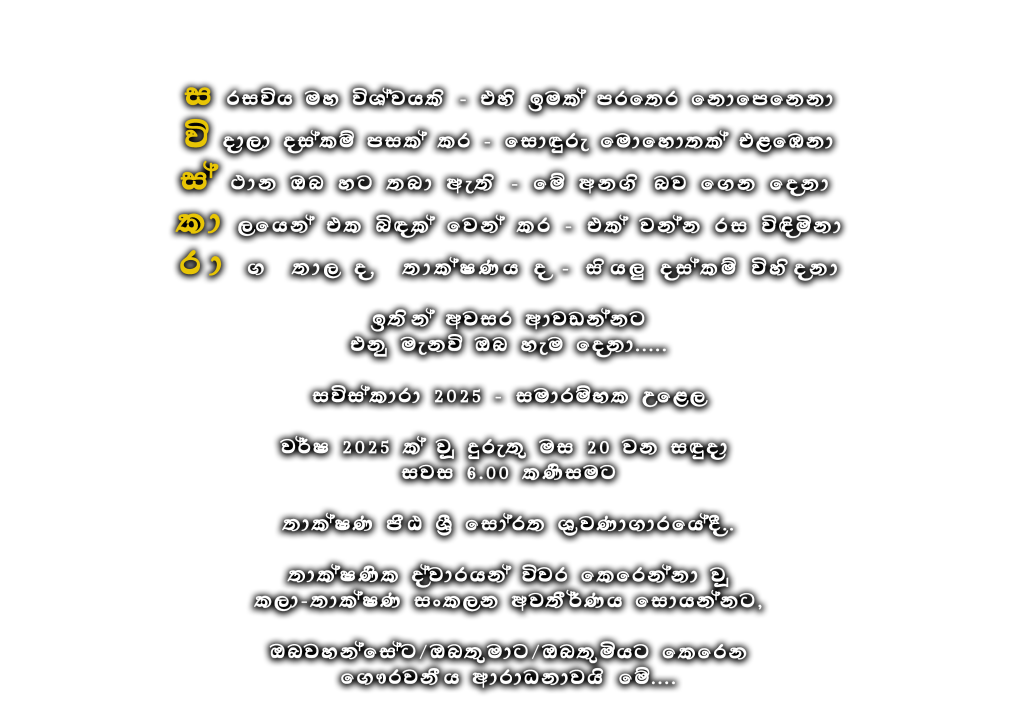 ස රසවිය මහ විශ්වයකි - එහි ඉමක් පරතෙර නොපෙනෙනා
වි දාලා දස්කම් පසක් කර - සොඳුරු මොහොතක් එළඹෙනා
ස් ථාන ඔබ හට තබා ඇති - මේ අනගි බව ගෙන දෙනා
කා ලයෙන් එක බිඳක් වෙන් කර - එක් වන්න රස විඳිමිනා
රා ග තාල ද, තාක්ෂණය ද - සියලු දස්කම් විහිදනා
ඉතින් අවසර ආවඩන්නට
එනු මැනවි ඔබ හැම දෙනා.....
සවිස්කාරා 2025 - සමාරම්භක උළෙල
වර්ෂ 2025 ක් වූ දුරුතු මස 20 වන සඳුදා
සවස 6.00 කණිසමට
තාක්ෂණ පීඨ ශ්‍රී සෝරත ශ්‍රවණාගාරයේදී..
තාක්ෂණික ද්වාරයන් විවර කෙරෙන්නා වූ
කලා-තාක්ෂණ සංකලන අවතීර්ණය සොයන්නට,
ඔබවහන්සේට/ඔබතුමාට/ඔබතුමියට කෙරෙන
ගෞරවනීය ආරාධනාවයි මේ....